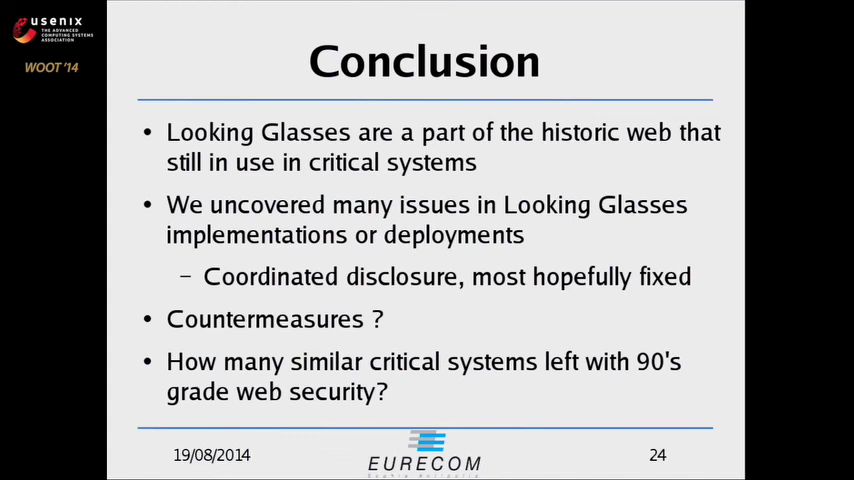 usenix
THE ADVANCED
COMPUTING SYSTEMS
ASSOCIATION
WOOT '14
Conclusion
• Looking Glasses are a part of the historic web that
still in use in critical systems
• We uncovered many issues in Looking Glasses
implementations or deployments
– Coordinated disclosure, most hopefully fixed
• Countermeasures ?
• How many similar critical systems left with 90's
grade web security?
19/08/2014
EURECOM
Sophia Antipolis
24